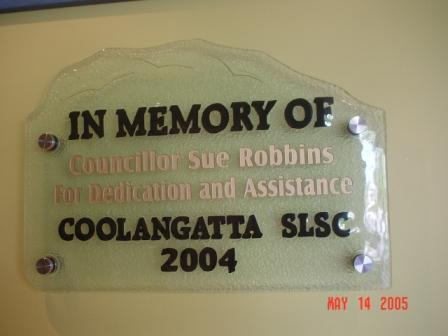 IN MEMORY OF
Councillor Sue Robbins
For Dedication and Assistance
COOLANGATTA SLSC
2004
MAY 14 2005